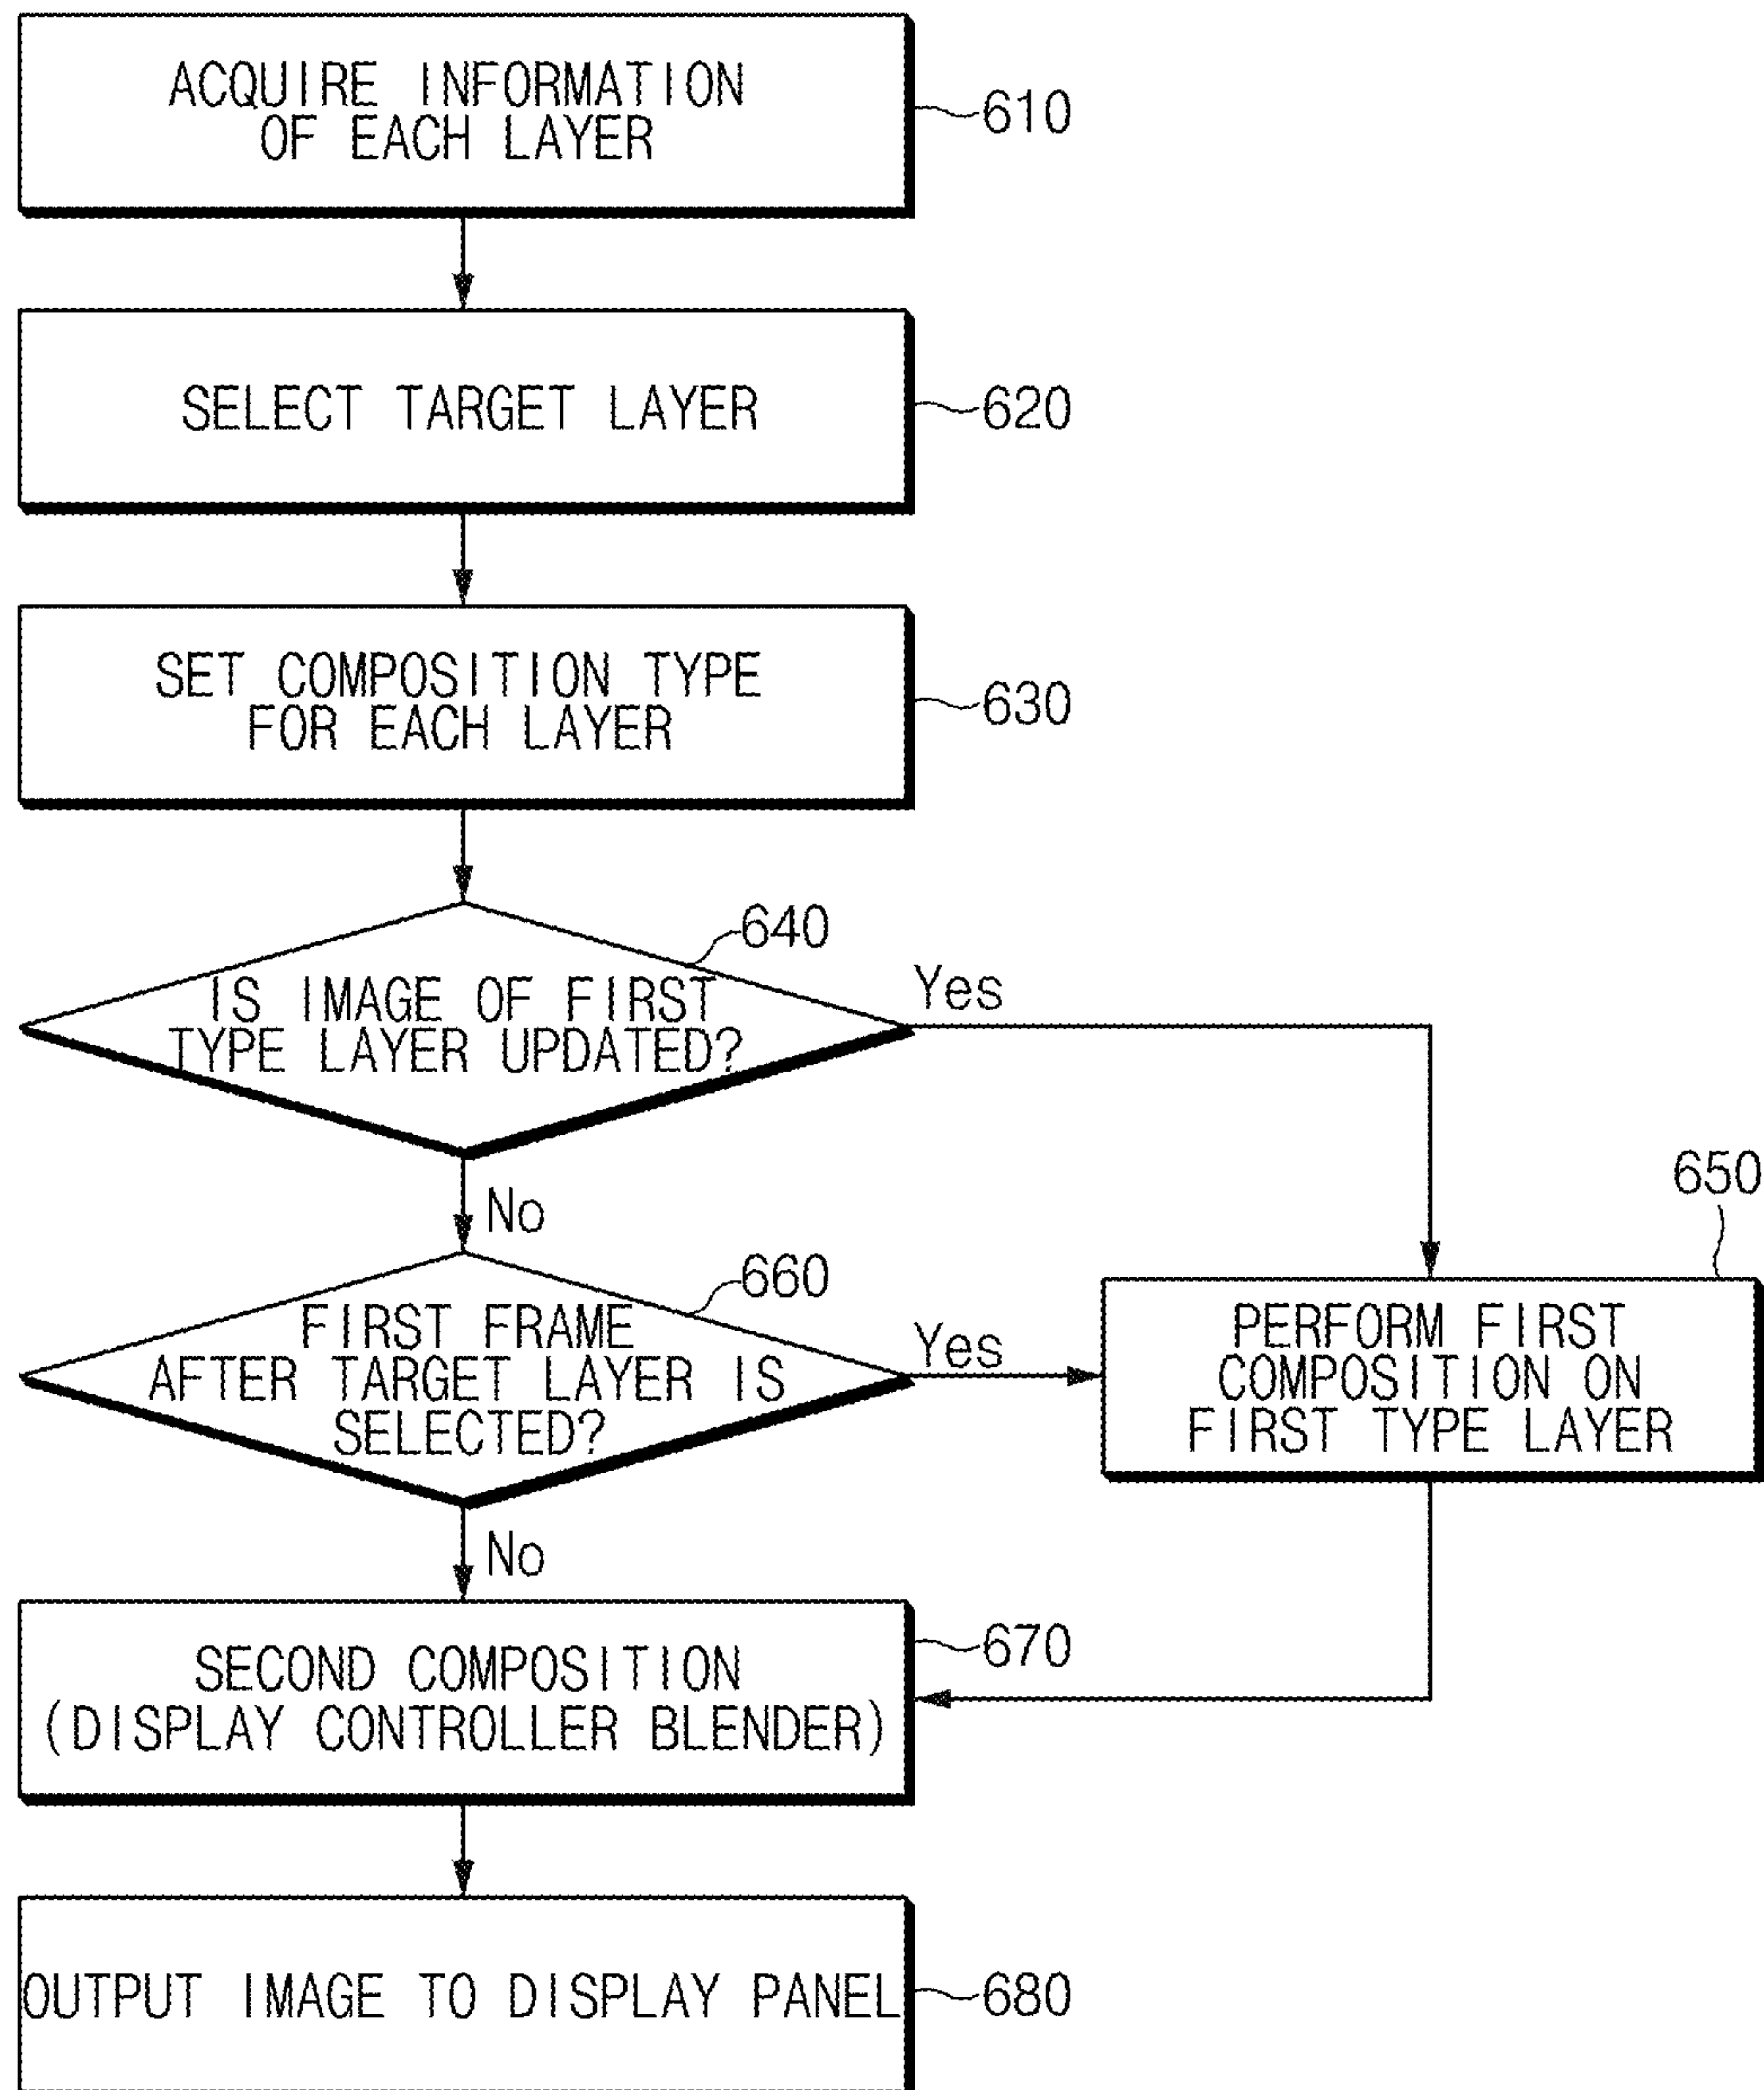 ACQUIRE INFORMATION
OF EACH LAYER
610
SELECT TARGET LAYER
620
SET COMPOSITION TYPE
FOR EACH LAYER
630
640
IS IMAGE OF FIRST
TYPE LAYER UPDATED?
Yes
No
650
PERFORM FIRST
COMPOSITION ON
FIRST TYPE LAYER
660
FIRST FRAME
AFTER TARGET LAYER IS
SELECTED?
Yes
No
SECOND COMPOSITION
(DISPLAY CONTROLLER BLENDER)
670
OUTPUT IMAGE TO DISPLAY PANEL
680